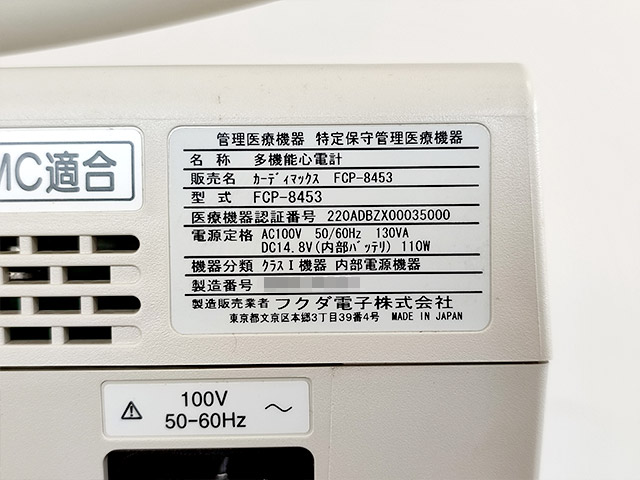 管理医療機器 特定保守管理医療機器
名 称 多機能心電計
販売名 カーディマックス FCP-8453
型 式 FCP-8453
医療機器認証番号 220ADBZX00035000
電源定格 AC100V 50/60Hz 130VA
DC14.8V(内部バッテリ) 110W
機器分類 クラスⅠ機器 内部電源機器
製造番号
製造販売業者 フクダ電子株式会社
東京都文京区本郷3丁目39番4号 MADE IN JAPAN
MC適合
100V
50-60Hz